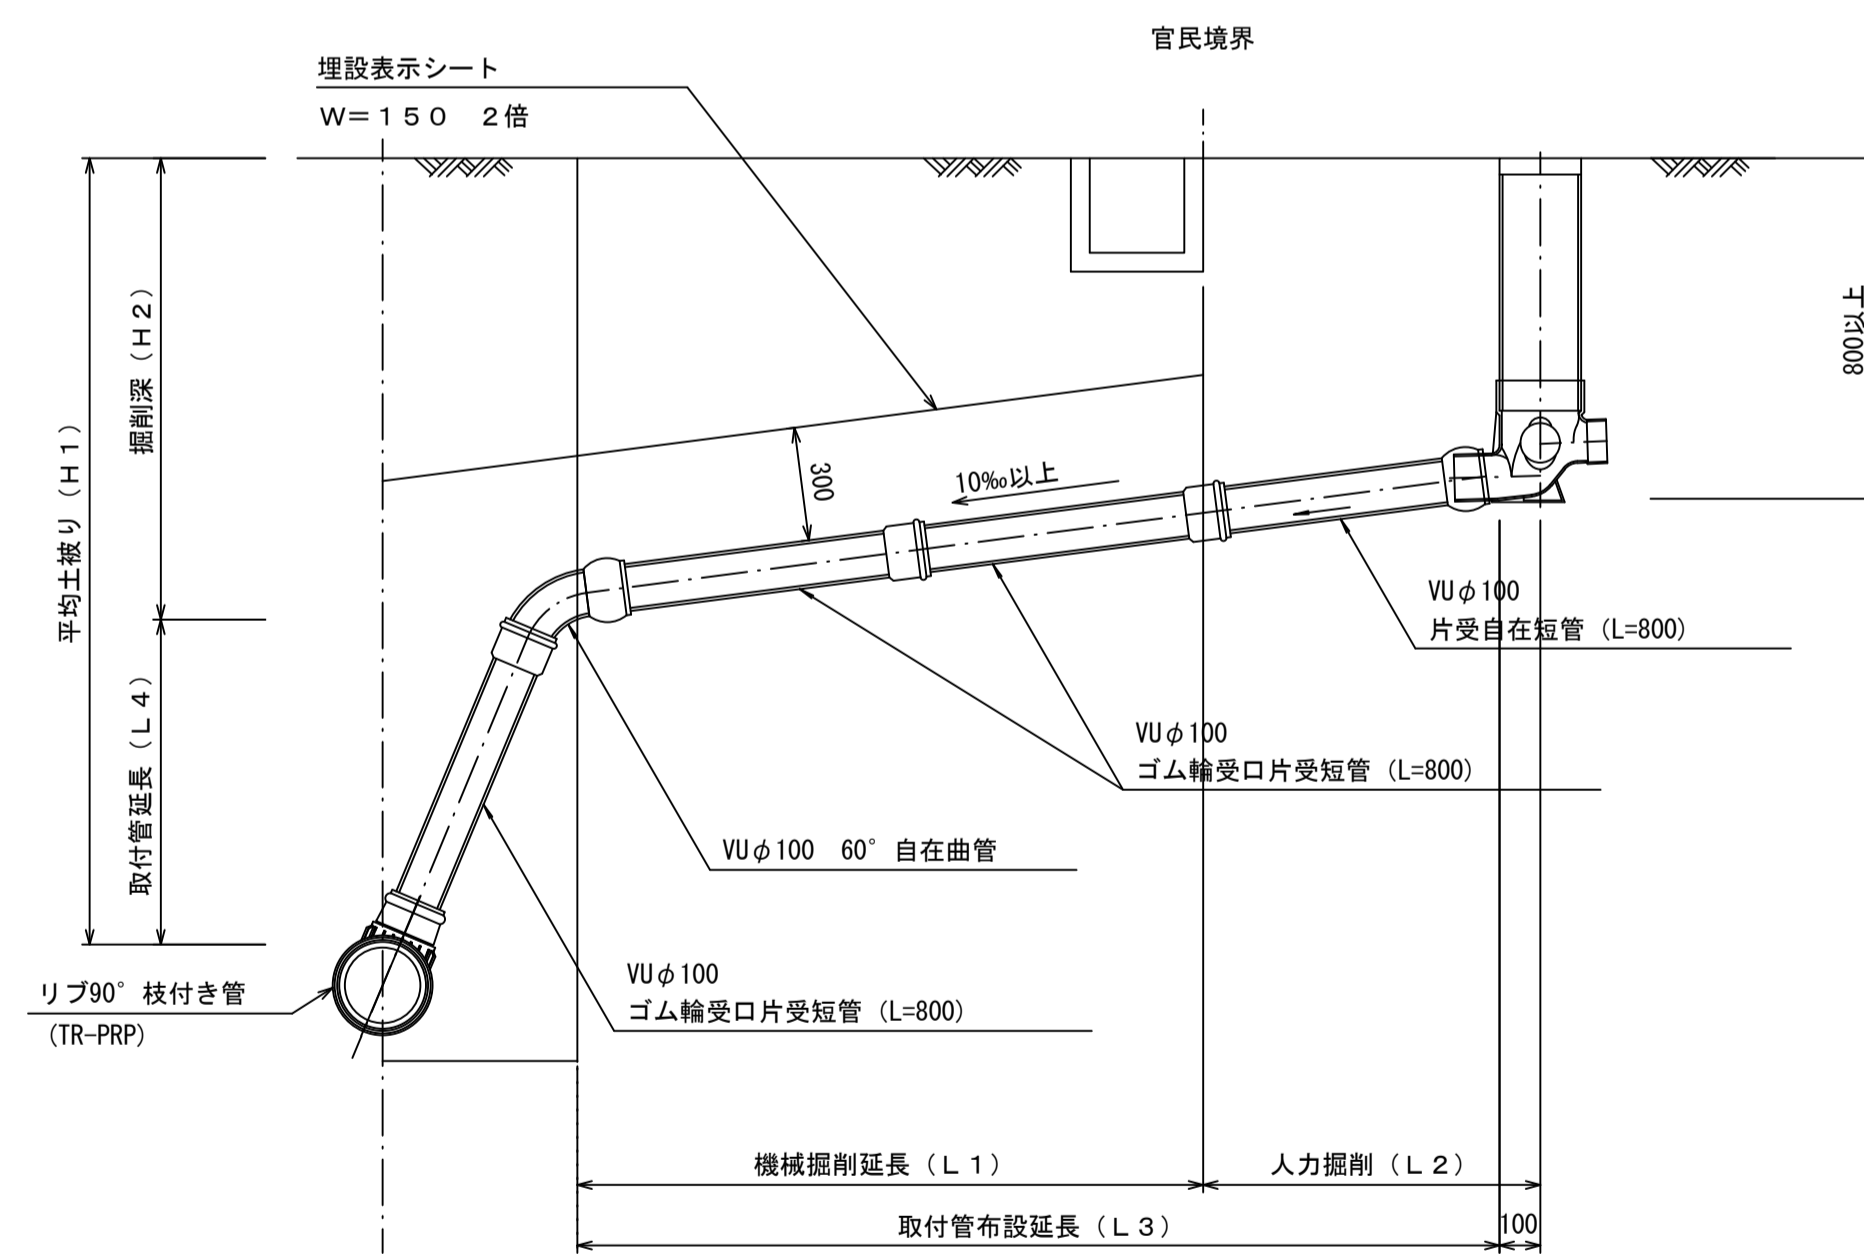 官民境界
埋設表示シート
W=150　2倍
平均土被り（H1）
掘削深（H2）
取付管延長（L4）
800以上
300
10‰以上
VUφ100
片受自在短管（L=800）
VUφ100
ゴム輪受口片受短管（L=800）
VUφ100　60°自在曲管
VUφ100
ゴム輪受口片受短管（L=800）
リブ90°枝付き管
（TR-PRP）
機械掘削延長（L1）
人力掘削（L2）
取付管布設延長（L3）
100